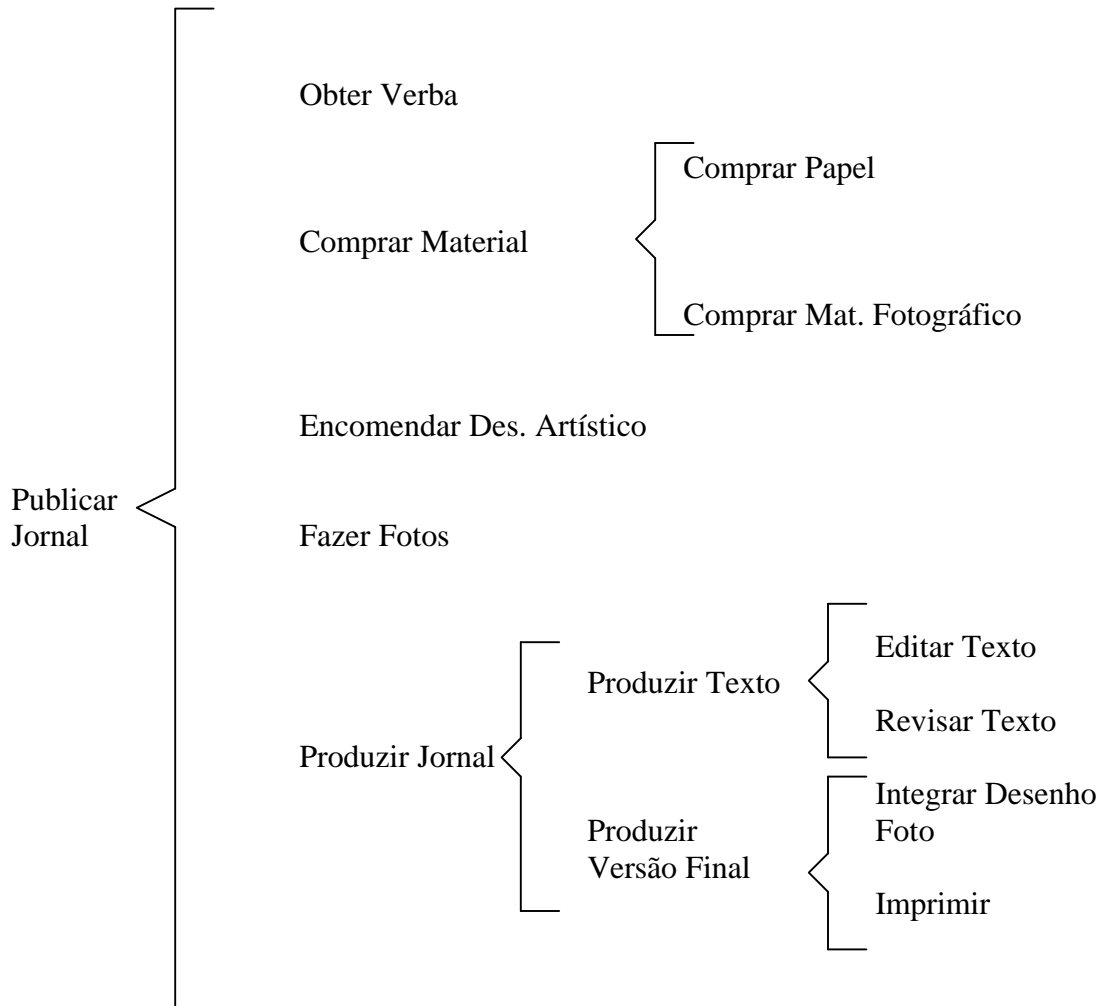 Obter Verba
Comprar Papel
Comprar Material
Comprar Mat. Fotográfico
Encomendar Des. Artístico
Publicar
Jornal
Fazer Fotos
Editar Texto
Produzir Texto
Revisar Texto
Produzir Jornal
Integrar Desenho
Foto
Produzir
Versão Final
Imprimir